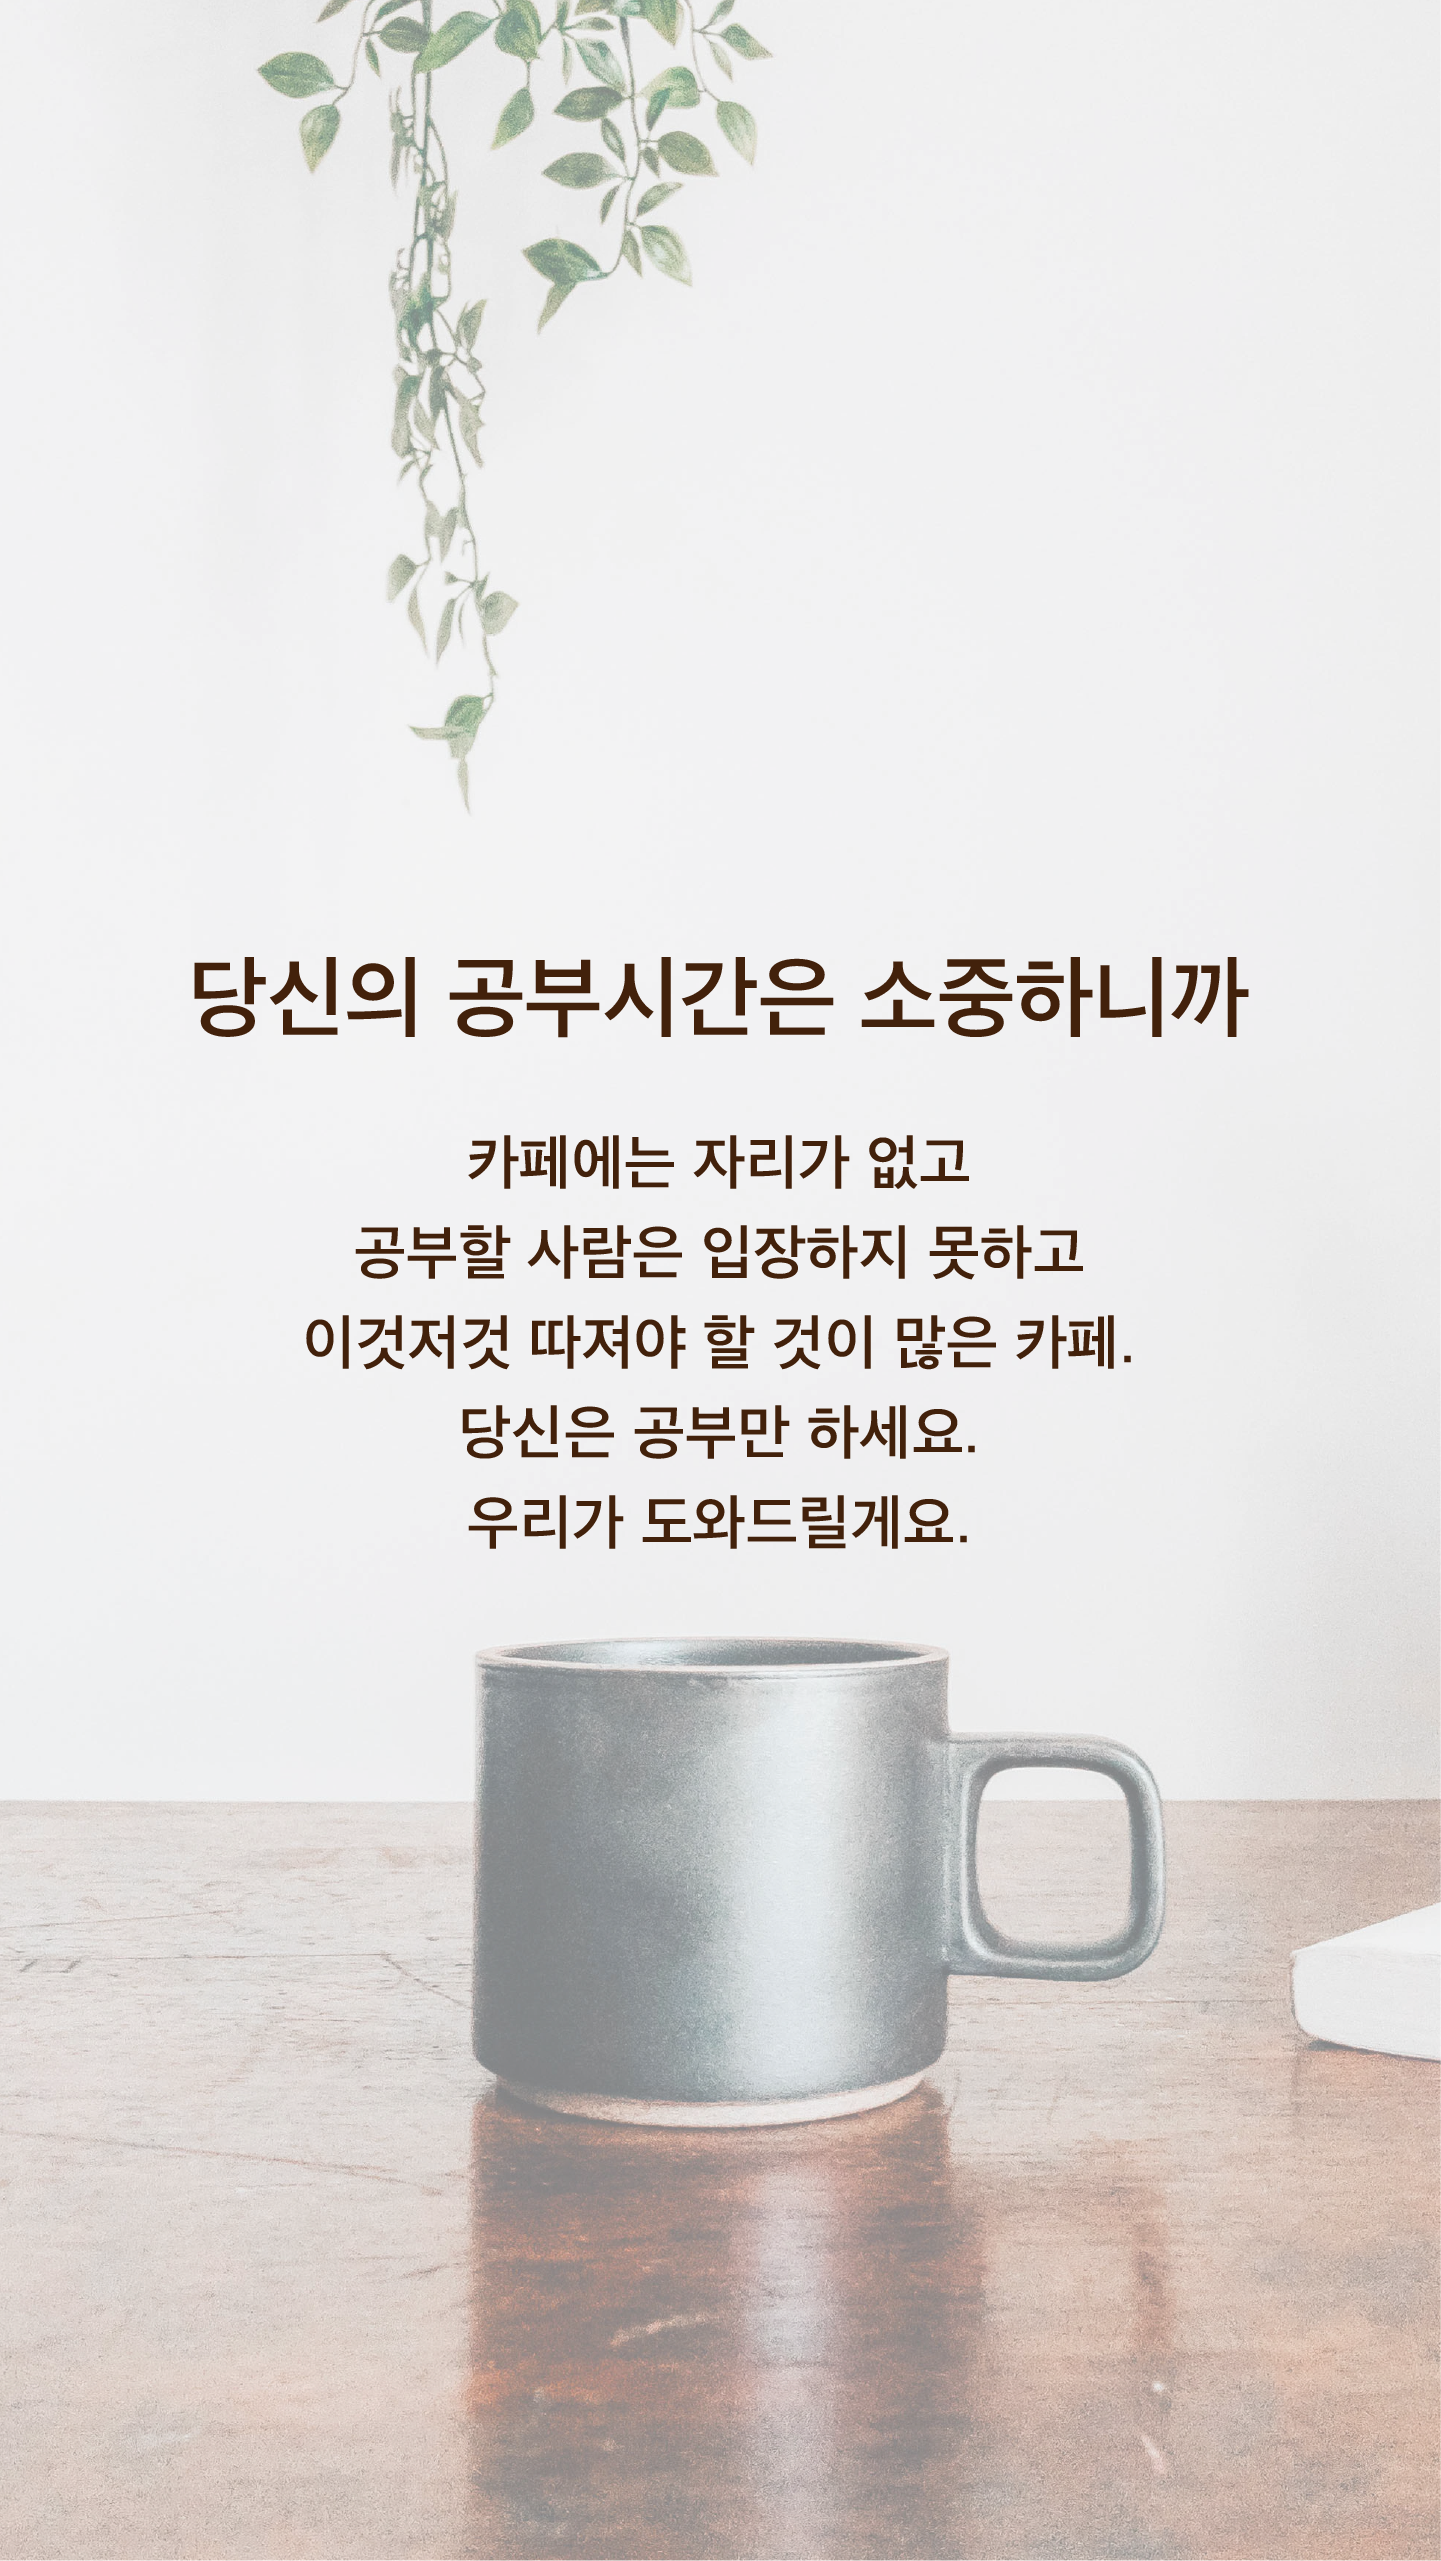 당신의 공부시간은 소중하니까
카페에는 자리가 없고
공부할 사람은 입장하지 못하고
이것저것 따져야 할 것이 많은 카페.
당신은 공부만 하세요.
우리가 도와드릴게요.